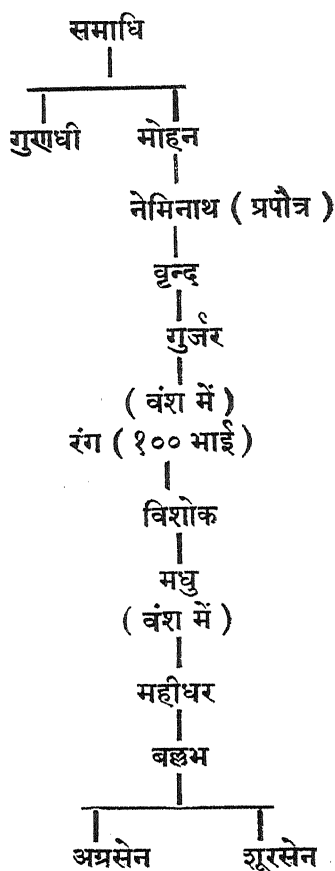 समाधि
गुणधी मोहन
नेमिनाथ ( प्रपौत्र )
वृन्द
गुर्जर
( वंश में )
रंग ( १०० भाई )
विशोक
मधु
( वंश में )
महीधर
बल्लभ
अग्रसेन शूरसेन